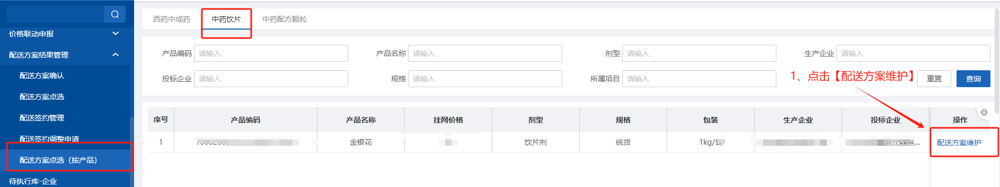 价格联动申报
配送方案结果管理
配送方案确认
配送方案点选
配送签约管理
配送签约调整申请
配送方案点选（按产品）
待执行库-企业
西药中成药 中药饮片 中药配方颗粒
产品编码 请输入 产品名称 请输入 剂型 请输入 生产企业 请输入
投标企业 请输入 规格 请输入 所属项目 请输入 1、点击【配送方案维护】 重置 查询
序号 产品编码 产品名称 挂网价格 剂型 规格 包装 生产企业 投标企业 操作
1 金银花 饮片剂 统货 1kg/ 配送方案维护